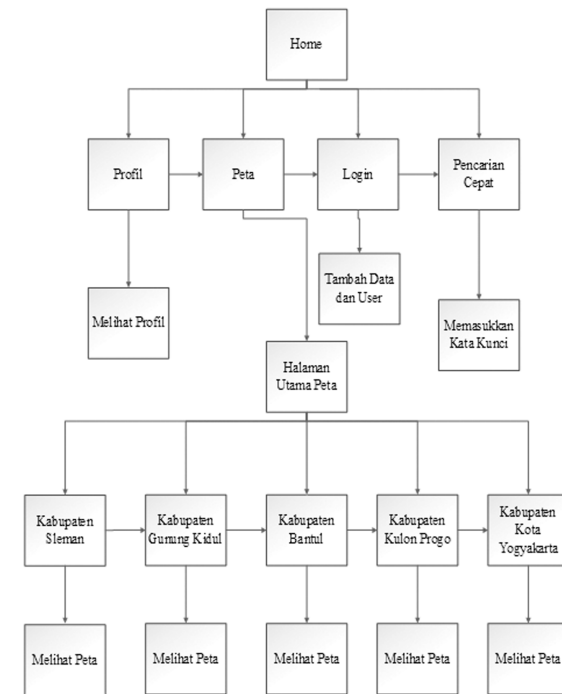 Home
Profil
Peta
Login
Pencarian
Cepat
Melihat Profil
Tambah Data
dan User
Memasukkan
Kata Kunci
Halaman
Utama Peta
Kabupaten
Sleman
Kabupaten
Gunung Kidul
Kabupaten
Bantul
Kabupaten
Kulon Progo
Kabupaten
Kota
Yogyakarta
Melihat Peta
Melihat Peta
Melihat Peta
Melihat Peta
Melihat Peta